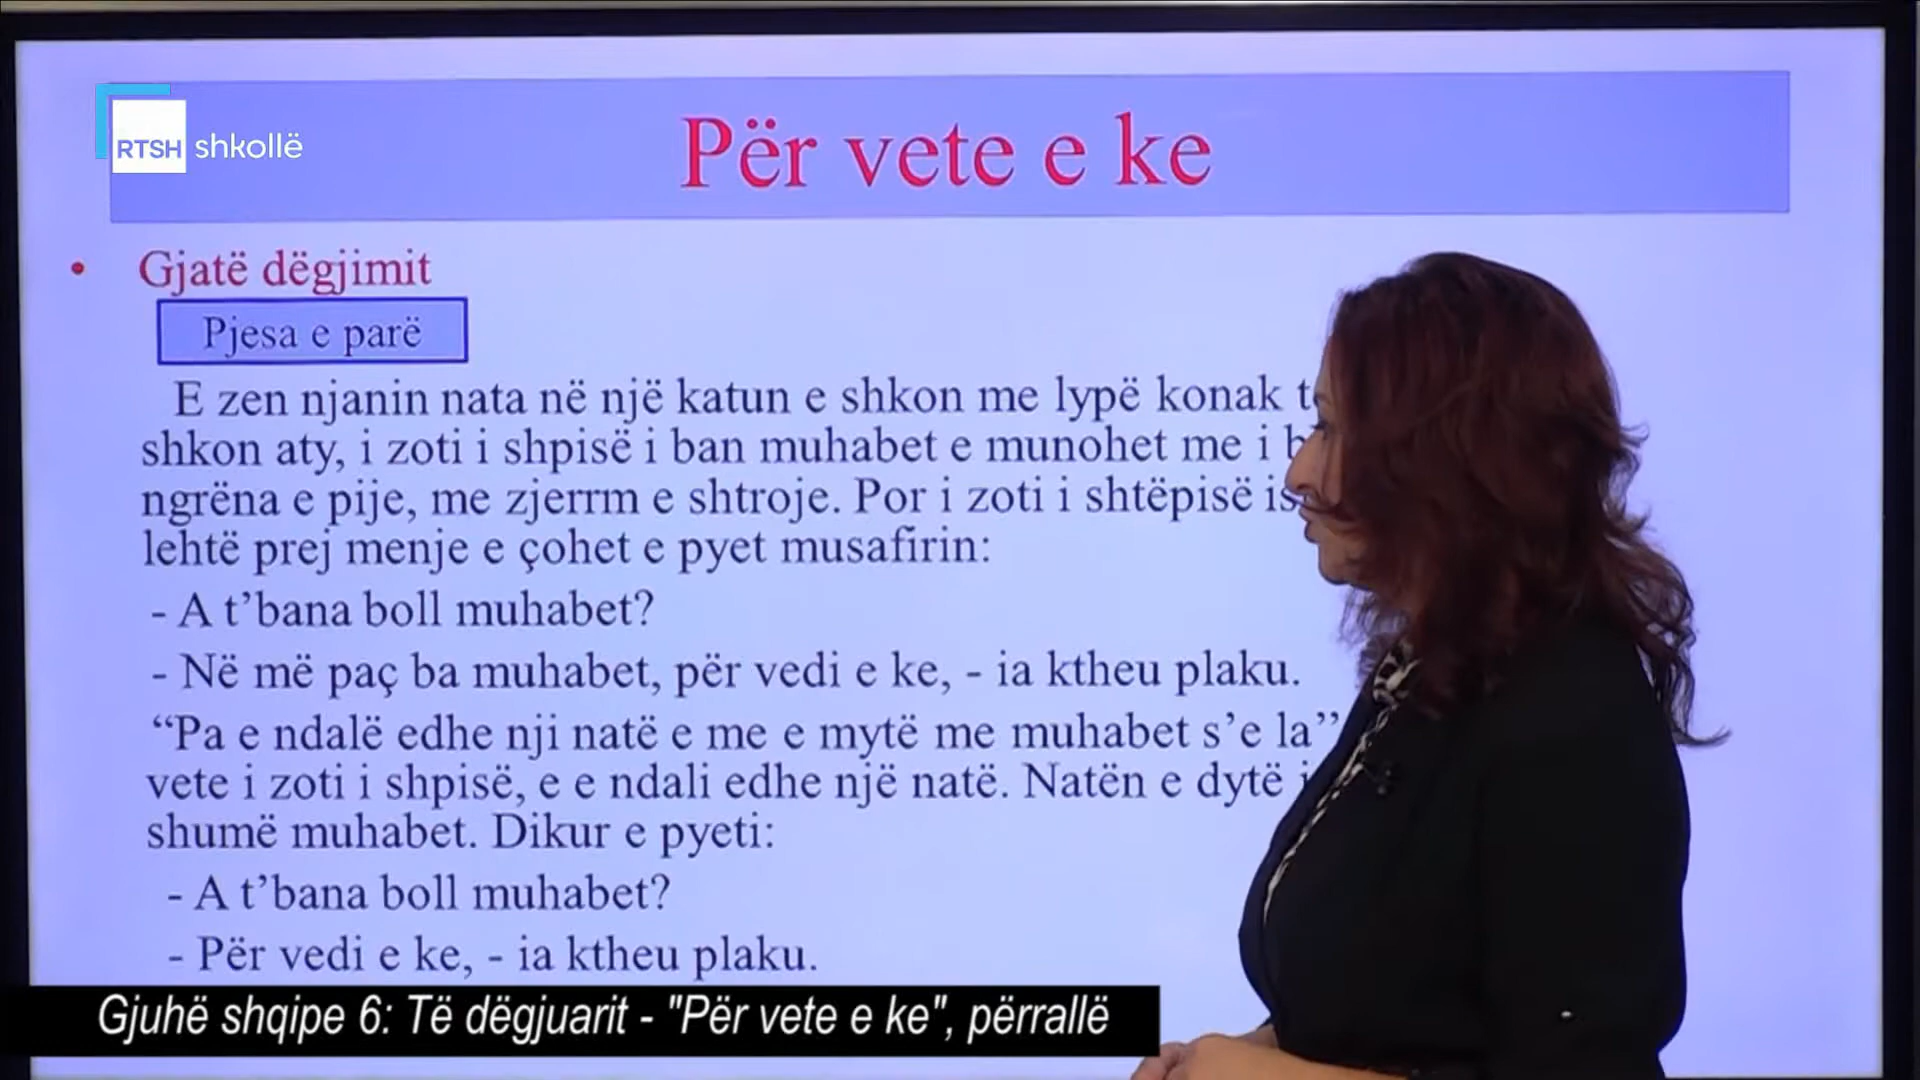 RTSH shkollë
Për vete e ke
• Gjatë dëgjimit
Pjesa e parë
E zen njanin nata në një katun e shkon me lypë konak
shkon aty, i zoti i shpisë i ban muhabet e munohet me i
ngrëna e pije, me zjerrm e shtroje. Por i zoti i shtëpisë
lehtë prej menje e çohet e pyet musafirin:
- A t’bana boll muhabet?
- Në më paç ba muhabet, për vedi e ke, - ia ktheu plaku.
“Pa e ndalë edhe nji natë e me e mytë me muhabet s’e la”
vete i zoti i shpisë, e e ndali edhe një natë. Natën e dytë
shumë muhabet. Dikur e pyeti:
- A t’bana boll muhabet?
- Për vedi e ke, - ia ktheu plaku.
Gjuhë shqipe 6: Të dëgjuarit - "Për vete e ke", përrallë